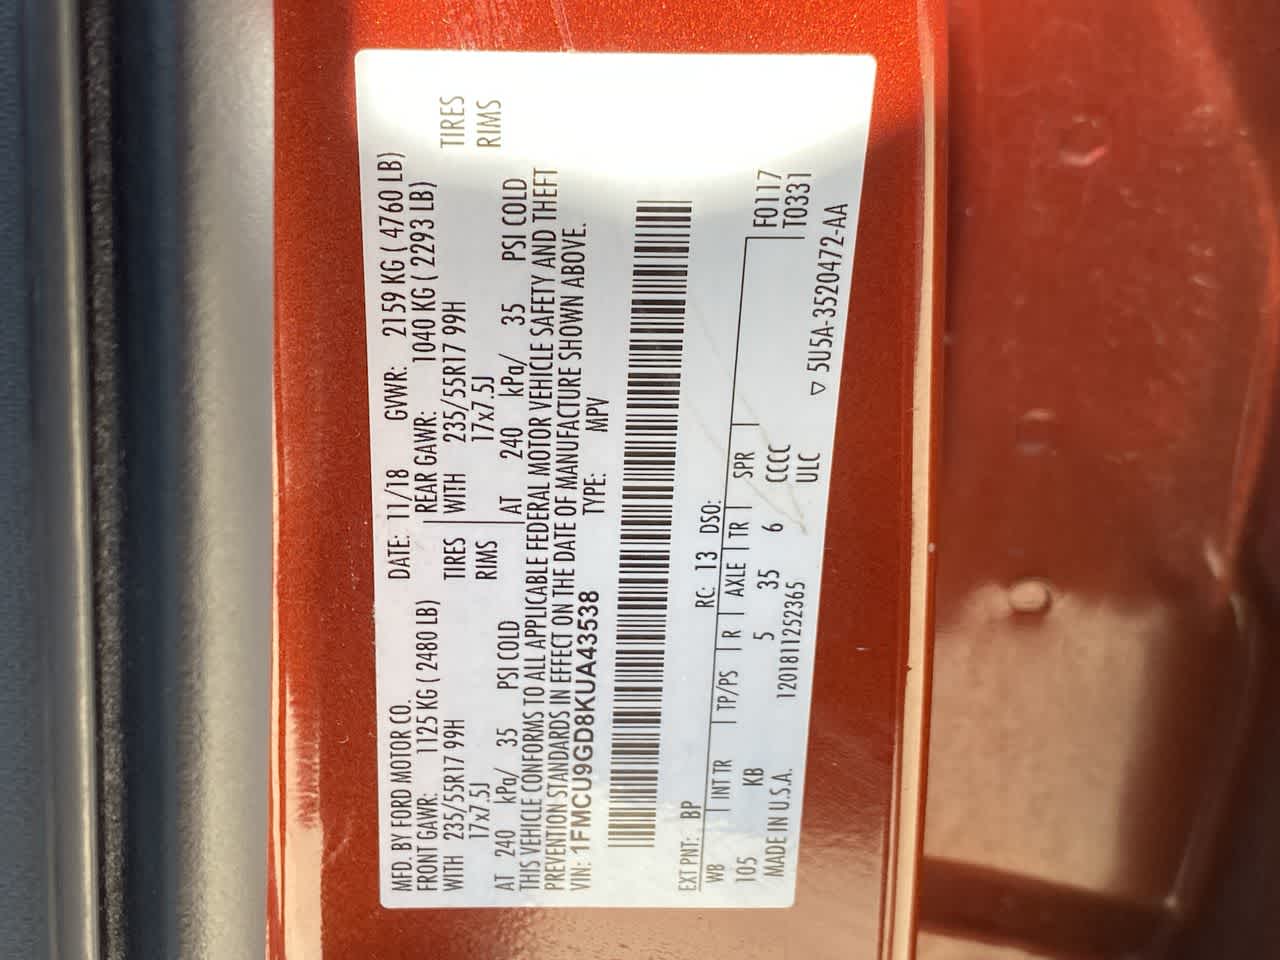 MFD. BY FORD MOTOR CO. DATE: 11/18 GVWR: 2159 KG ( 4760 LB)
FRONT GAWR: 1125 KG ( 2480 LB) REAR GAWR: 1040 KG ( 2293 LB)
WITH 235/55R17 99H TIRES WITH 235/55R17 99H TIRES
17x7.5J RIMS 17x7.5J RIMS
AT 240 kPa/ 35 PSI COLD AT 240 kPa/ 35 PSI COLD
THIS VEHICLE CONFORMS TO ALL APPLICABLE FEDERAL MOTOR VEHICLE SAFETY AND THEFT
PREVENTION STANDARDS IN EFFECT ON THE DATE OF MANUFACTURE SHOWN ABOVE.
VIN: 1FMCU9GD8KUA43538 TYPE: MPV
EXT PNT: BP RC: 13 DSO:
WB INT TR TP/PS R AXLE TR SPR F0117
105 KB 5 35 6 CCCC T0331
MADE IN U.S.A. 1201811252365 ULC ▽ 5U5A-3520472-AA